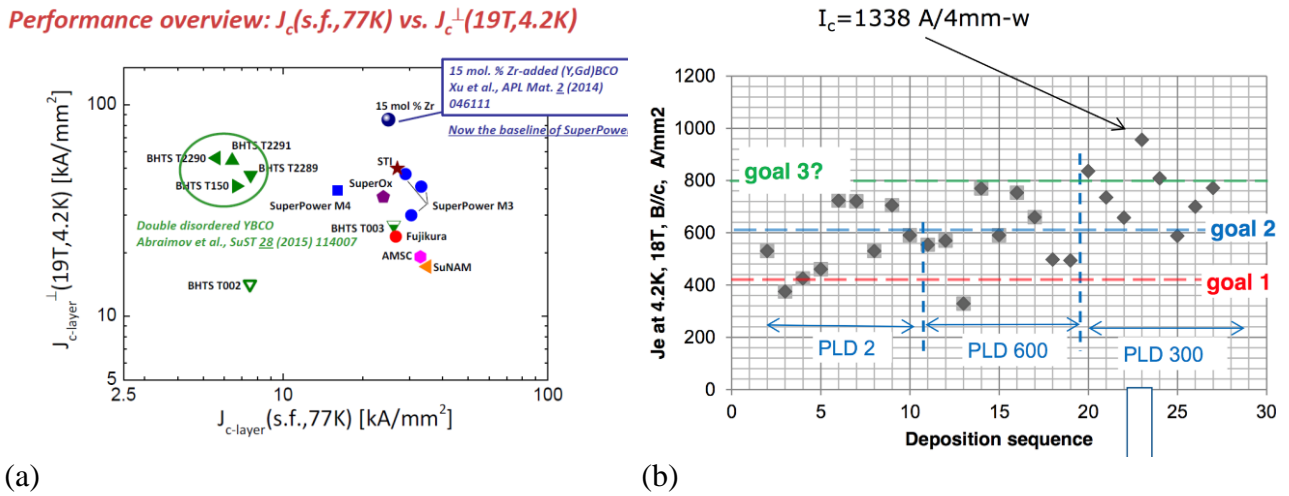 Performance overview: Jc(s.f.,77K) vs. Jc⊥(19T,4.2K)
15 mol. % Zr-added (Y,Gd)BCO
Xu et al., APL Mat. 2 (2014)
046111
Now the baseline of SuperPower
100
15 mol % Zr
BHTS T2291
BHTS T2290
BHTS T2289
BHTS T150
STI
SuperOx
SuperPower M4
SuperPower M3
Double disordered YBCO
Abraimov et al., SuST 28 (2015) 114007
BHTS T003
Fujikura
AMSC
SuNAM
BHTS T002
10
5
2.5
10
100
Jc-layer⊥(19T,4.2K) [kA/mm²]
Jc-layer(s.f.,77K) [kA/mm²]
(a)
Ic=1338 A/4mm-w
1200
1000
800
600
400
200
0
goal 3?
goal 2
goal 1
PLD 2
PLD 600
PLD 300
0
5
10
15
20
25
30
Je at 4.2K, 18T, B//c, A/mm2
Deposition sequence
(b)